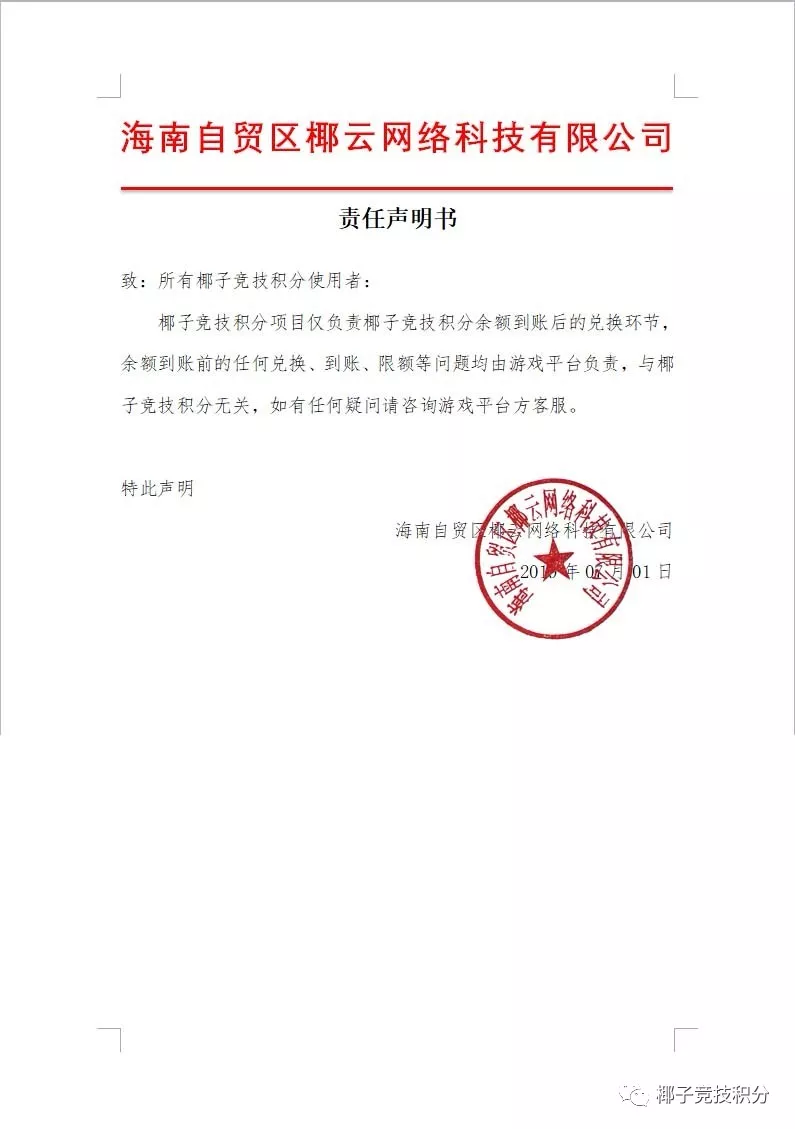 海南自贸区椰云网络科技有限公司
责任声明书
致：所有椰子竞技积分使用者：
椰子竞技积分项目仅负责椰子竞技积分余额到账后的兑换环节，
余额到账前的任何兑换、到账、限额等问题均由游戏平台负责，与椰
子竞技积分无关，如有任何疑问请咨询游戏平台方客服。
特此声明
海南自贸区椰云网络科技有限公司
年 月 01 日
海南自贸区椰云网络科技有限公司
椰子竞技积分